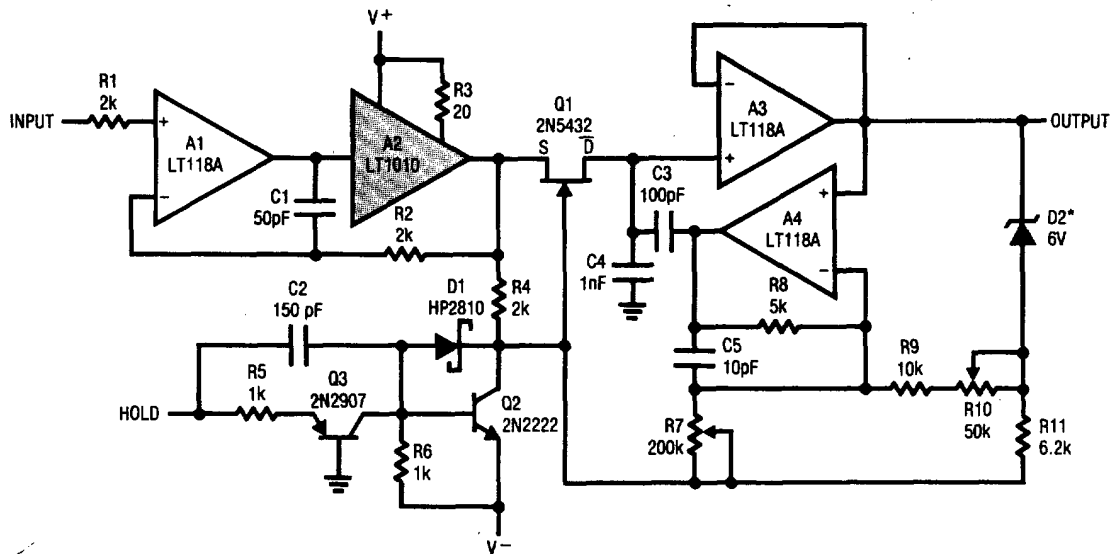 V+
R1
2k
INPUT
+
−
A1
LT118A
C1
50pF
A2
LT1010
R3
20
R2
2k
Q1
2N5432
S
D
−
A3
LT118A
+
OUTPUT
C3
100pF
+
A4
LT118A
−
D2*
6V
C4
1nF
R8
5k
C5
10pF
R9
10k
R10
50k
R11
6.2k
R7
200k
R4
2k
D1
HP2810
C2
150 pF
R5
1k
Q3
2N2907
HOLD
Q2
2N2222
R6
1k
V−